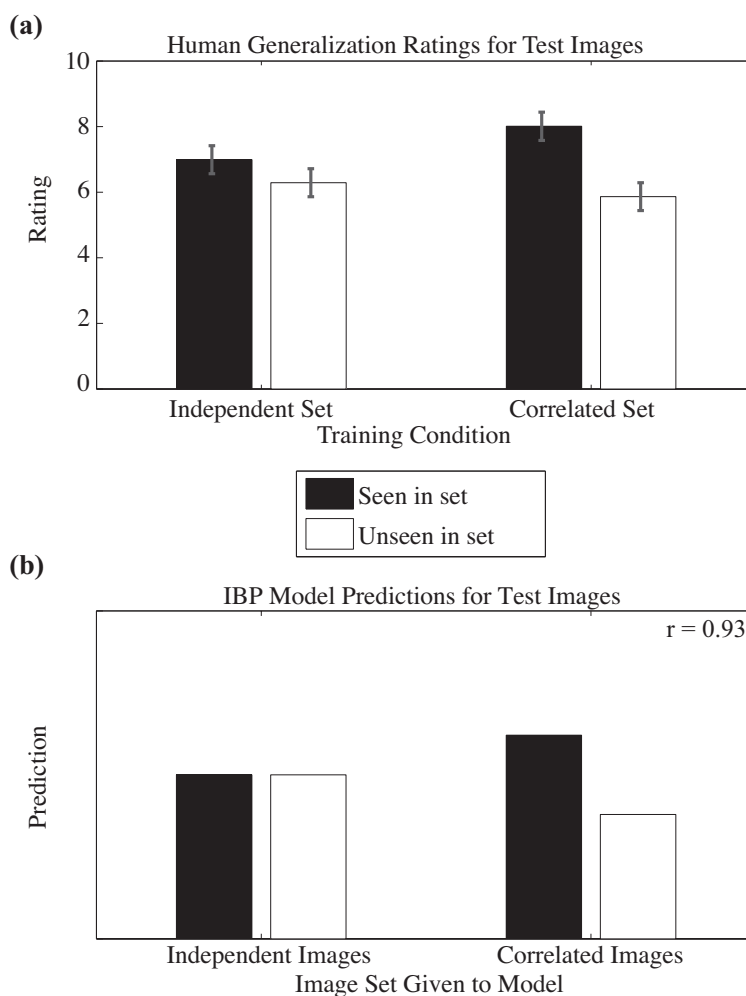 (a)
Human Generalization Ratings for Test Images
10
8
6
4
2
0
Rating
Independent Set
Correlated Set
Training Condition
Seen in set
Unseen in set
(b)
IBP Model Predictions for Test Images
r = 0.93
Prediction
Independent Images
Correlated Images
Image Set Given to Model